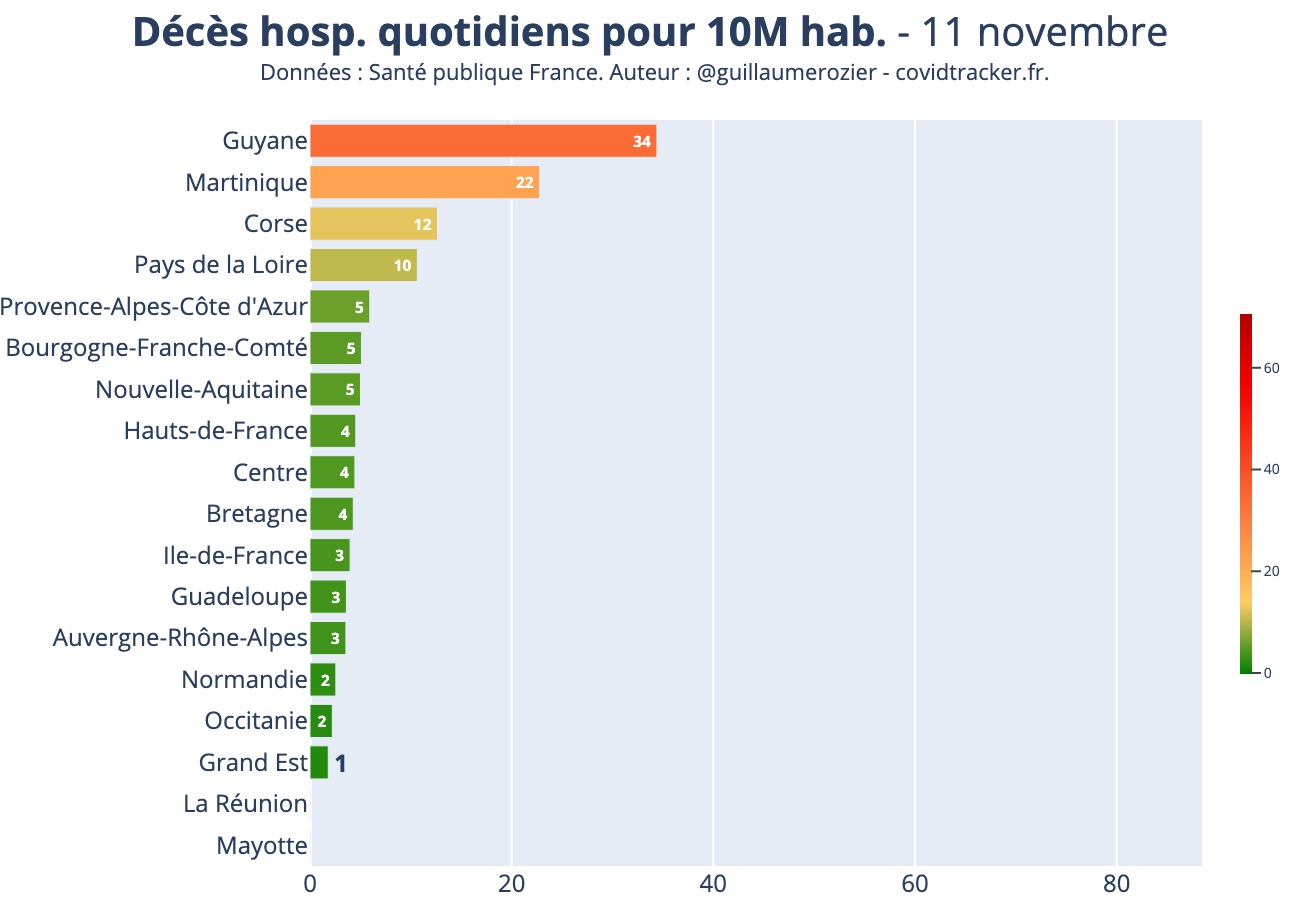 Décès hosp. quotidiens pour 10M hab. - 11 novembre
Données : Santé publique France. Auteur : @guillaumerozier - covidtracker.fr.
Guyane 34
Martinique 22
Corse 12
Pays de la Loire 10
Provence-Alpes-Côte d'Azur 5
Bourgogne-Franche-Comté 5
Nouvelle-Aquitaine 5
Hauts-de-France 4
Centre 4
Bretagne 4
Ile-de-France 3
Guadeloupe 3
Auvergne-Rhône-Alpes 3
Normandie 2
Occitanie 2
Grand Est 1
La Réunion
Mayotte
0 20 40 60 80
60
40
20
0